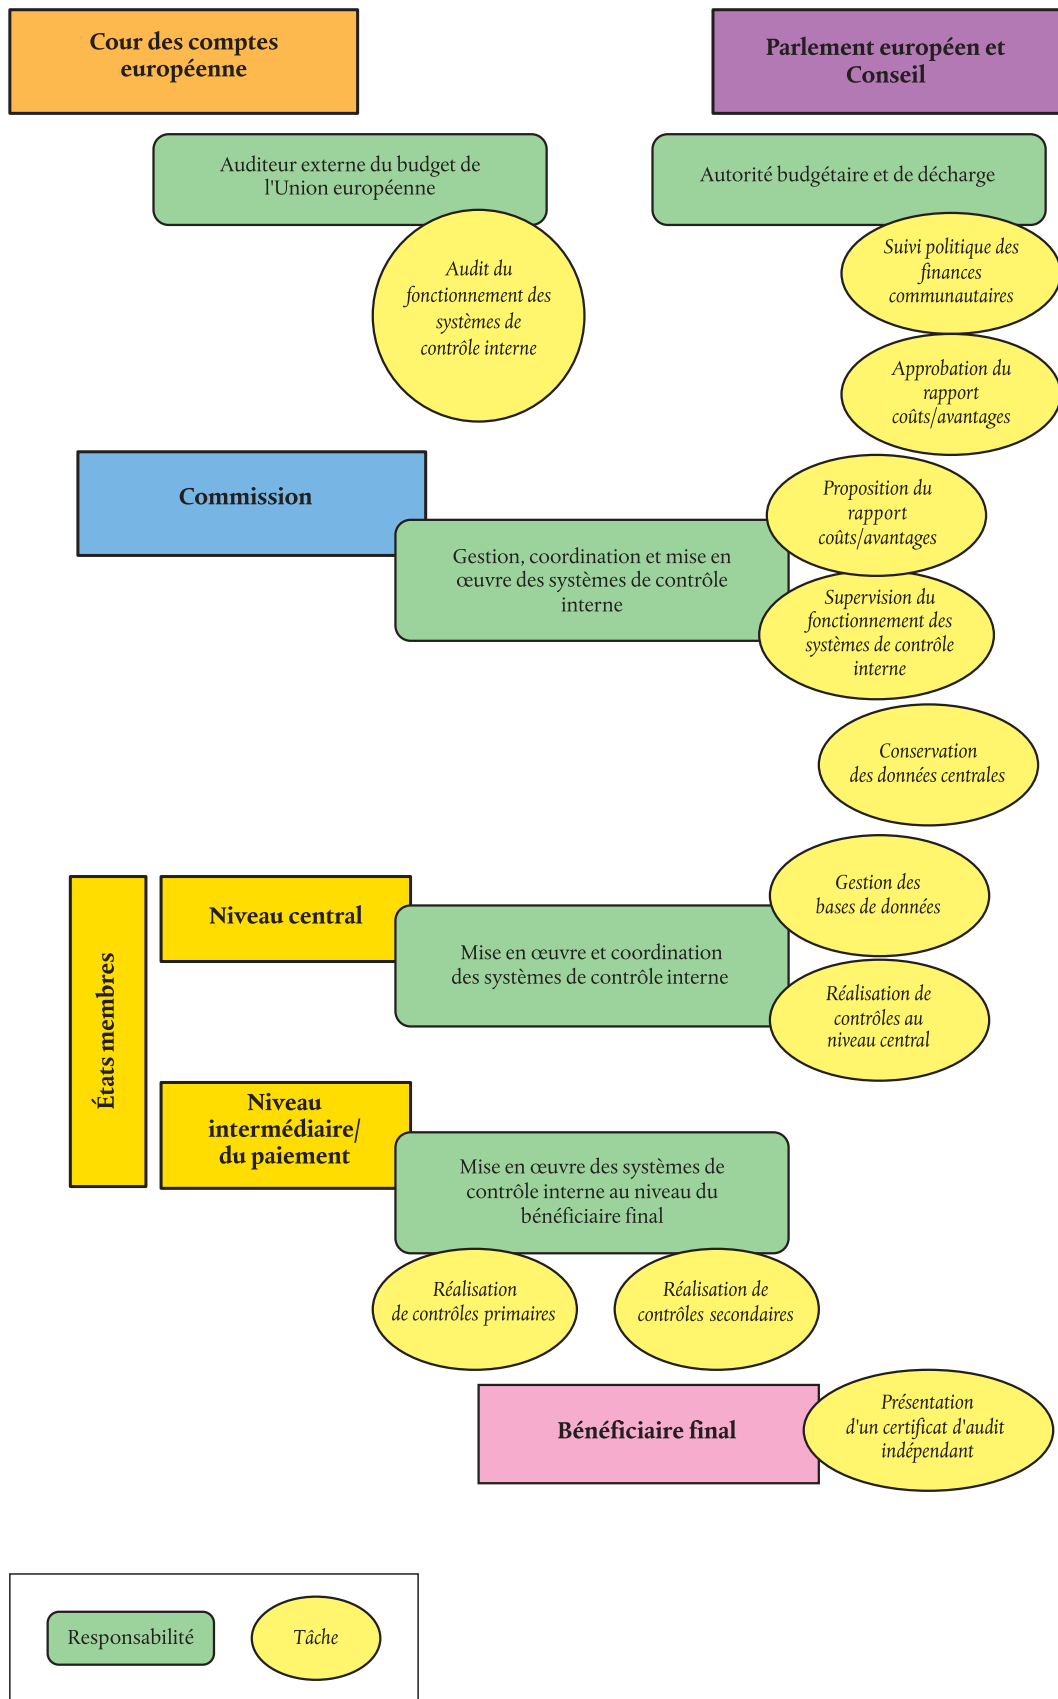 Cour des comptes
européenne
Parlement européen et
Conseil
Auditeur externe du budget de
l'Union européenne
Autorité budgétaire et de décharge
Audit du
fonctionnement des
systèmes de
contrôle interne
Suivi politique des
finances
communautaires
Approbation du
rapport
coûts/avantages
Commission
Proposition du
rapport
coûts/avantages
Gestion, coordination et mise en
œuvre des systèmes de contrôle
interne
Supervision du
fonctionnement des
systèmes de contrôle
interne
Conservation
des données centrales
États membres
Niveau central
Mise en œuvre et coordination
des systèmes de contrôle interne
Gestion des
bases de données
Réalisation de
contrôles au
niveau central
Niveau
intermédiaire/
du paiement
Mise en œuvre des systèmes de
contrôle interne au niveau du
bénéficiaire final
Réalisation
de contrôles primaires
Réalisation de
contrôles secondaires
Bénéficiaire final
Présentation
d'un certificat d'audit
indépendant
Responsabilité
Tâche